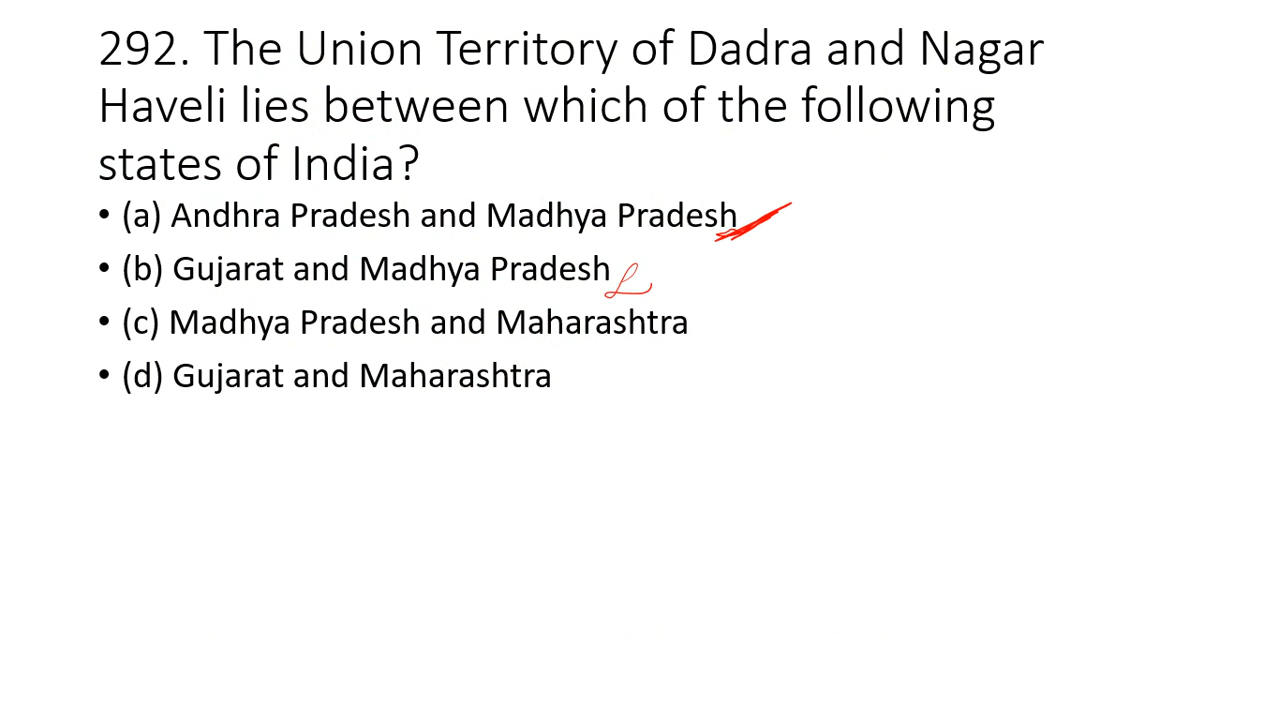 292. The Union Territory of Dadra and Nagar
Haveli lies between which of the following
states of India?
• (a) Andhra Pradesh and Madhya Pradesh
• (b) Gujarat and Madhya Pradesh
• (c) Madhya Pradesh and Maharashtra
• (d) Gujarat and Maharashtra